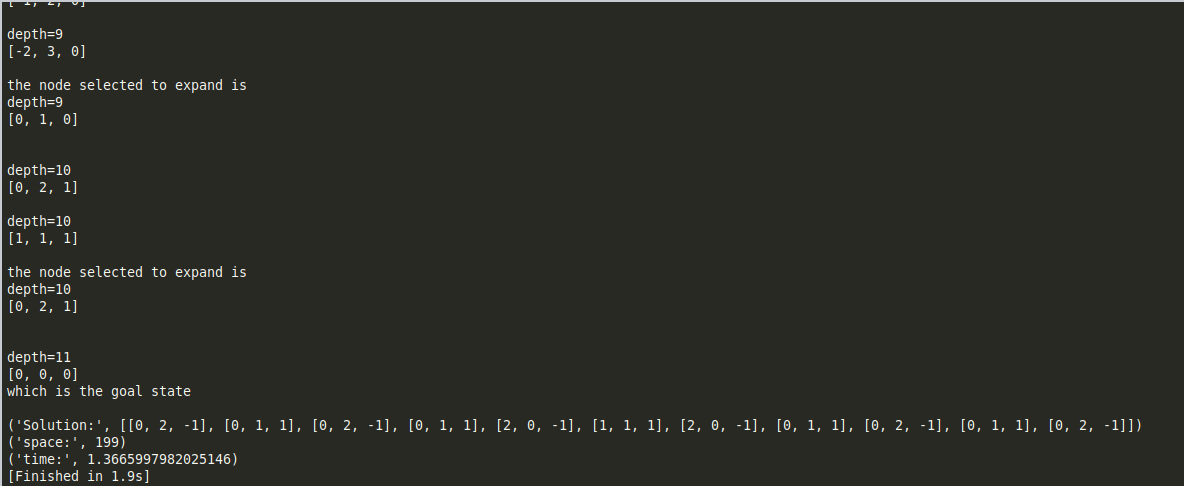 [-1, 2, 0]
depth=9
[-2, 3, 0]
the node selected to expand is
depth=9
[0, 1, 0]
depth=10
[0, 2, 1]
depth=10
[1, 1, 1]
the node selected to expand is
depth=10
[0, 2, 1]
depth=11
[0, 0, 0]
which is the goal state
('Solution:', [[0, 2, -1], [0, 1, 1], [0, 2, -1], [0, 1, 1], [2, 0, -1], [1, 1, 1], [2, 0, -1], [0, 1, 1], [0, 2, -1], [0, 1, 1], [0, 2, -1]])
('space:', 199)
('time:', 1.3665997982025146)
[Finished in 1.9s]